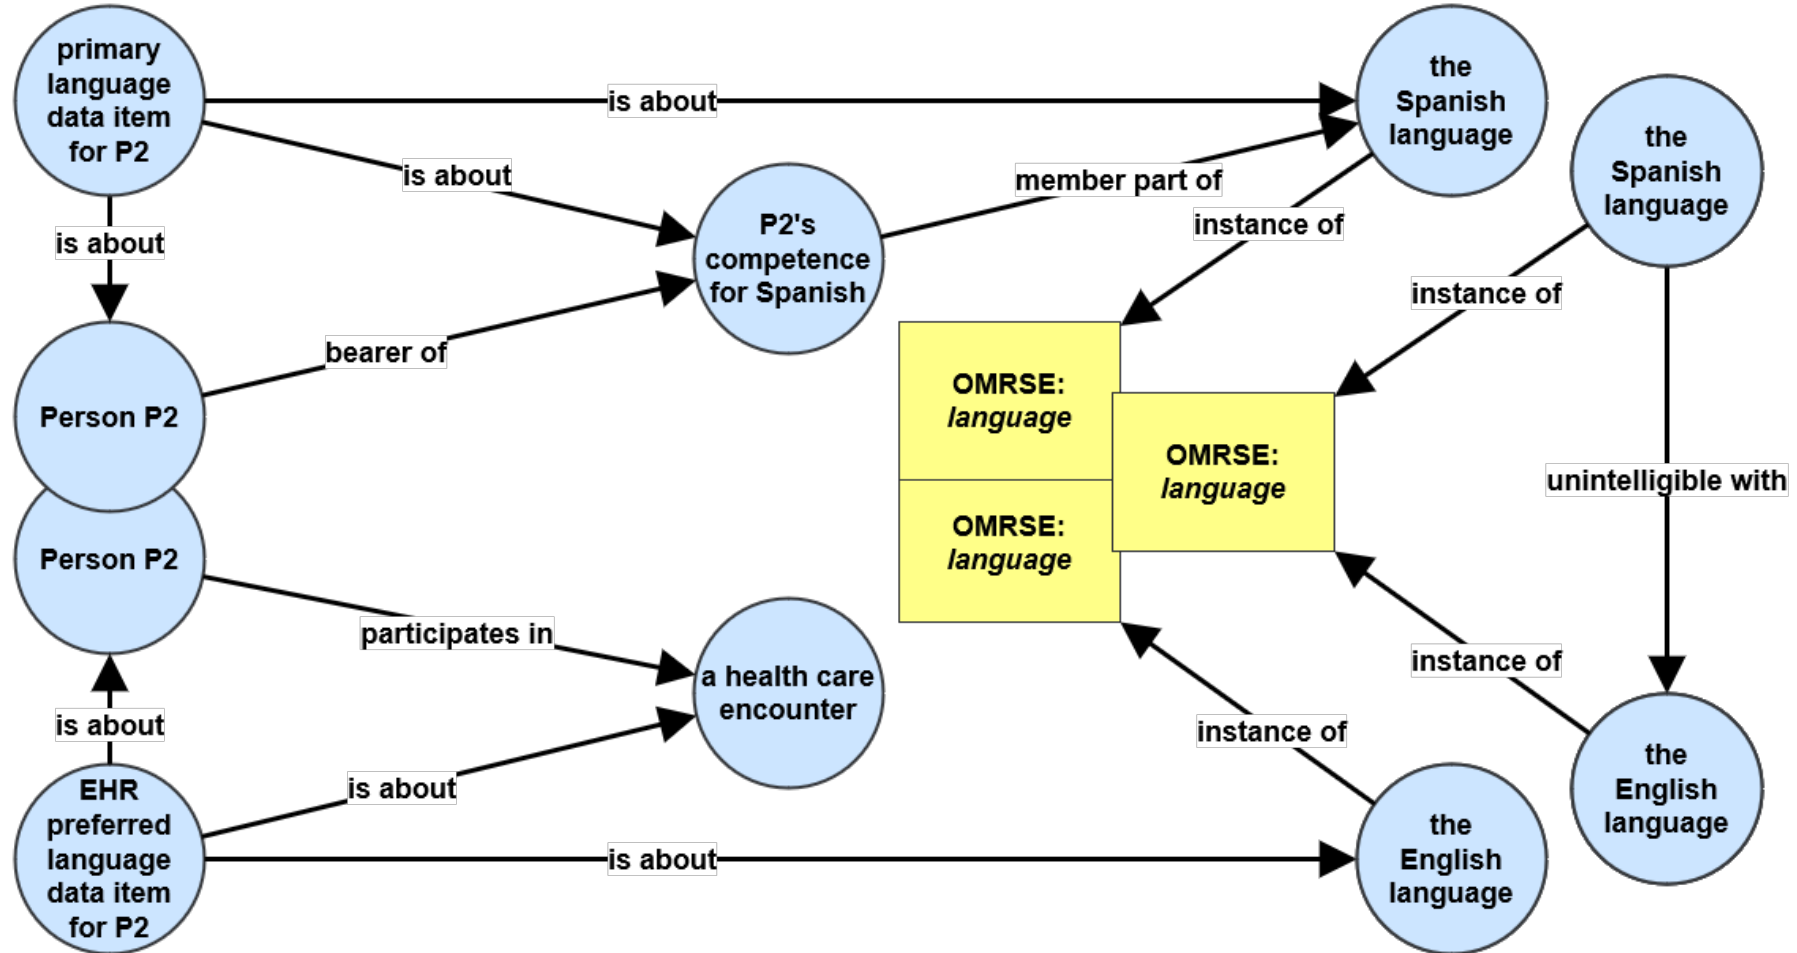 primary
language
data item
for P2
is about
the
Spanish
language
the
Spanish
language
is about
member part of
P2's
competence
for Spanish
instance of
is about
instance of
bearer of
OMRSE:
language
Person P2
OMRSE:
language
unintelligible with
OMRSE:
language
Person P2
participates in
a health care
encounter
instance of
is about
instance of
is about
the
English
language
EHR
preferred
language
data item
for P2
is about
the
English
language